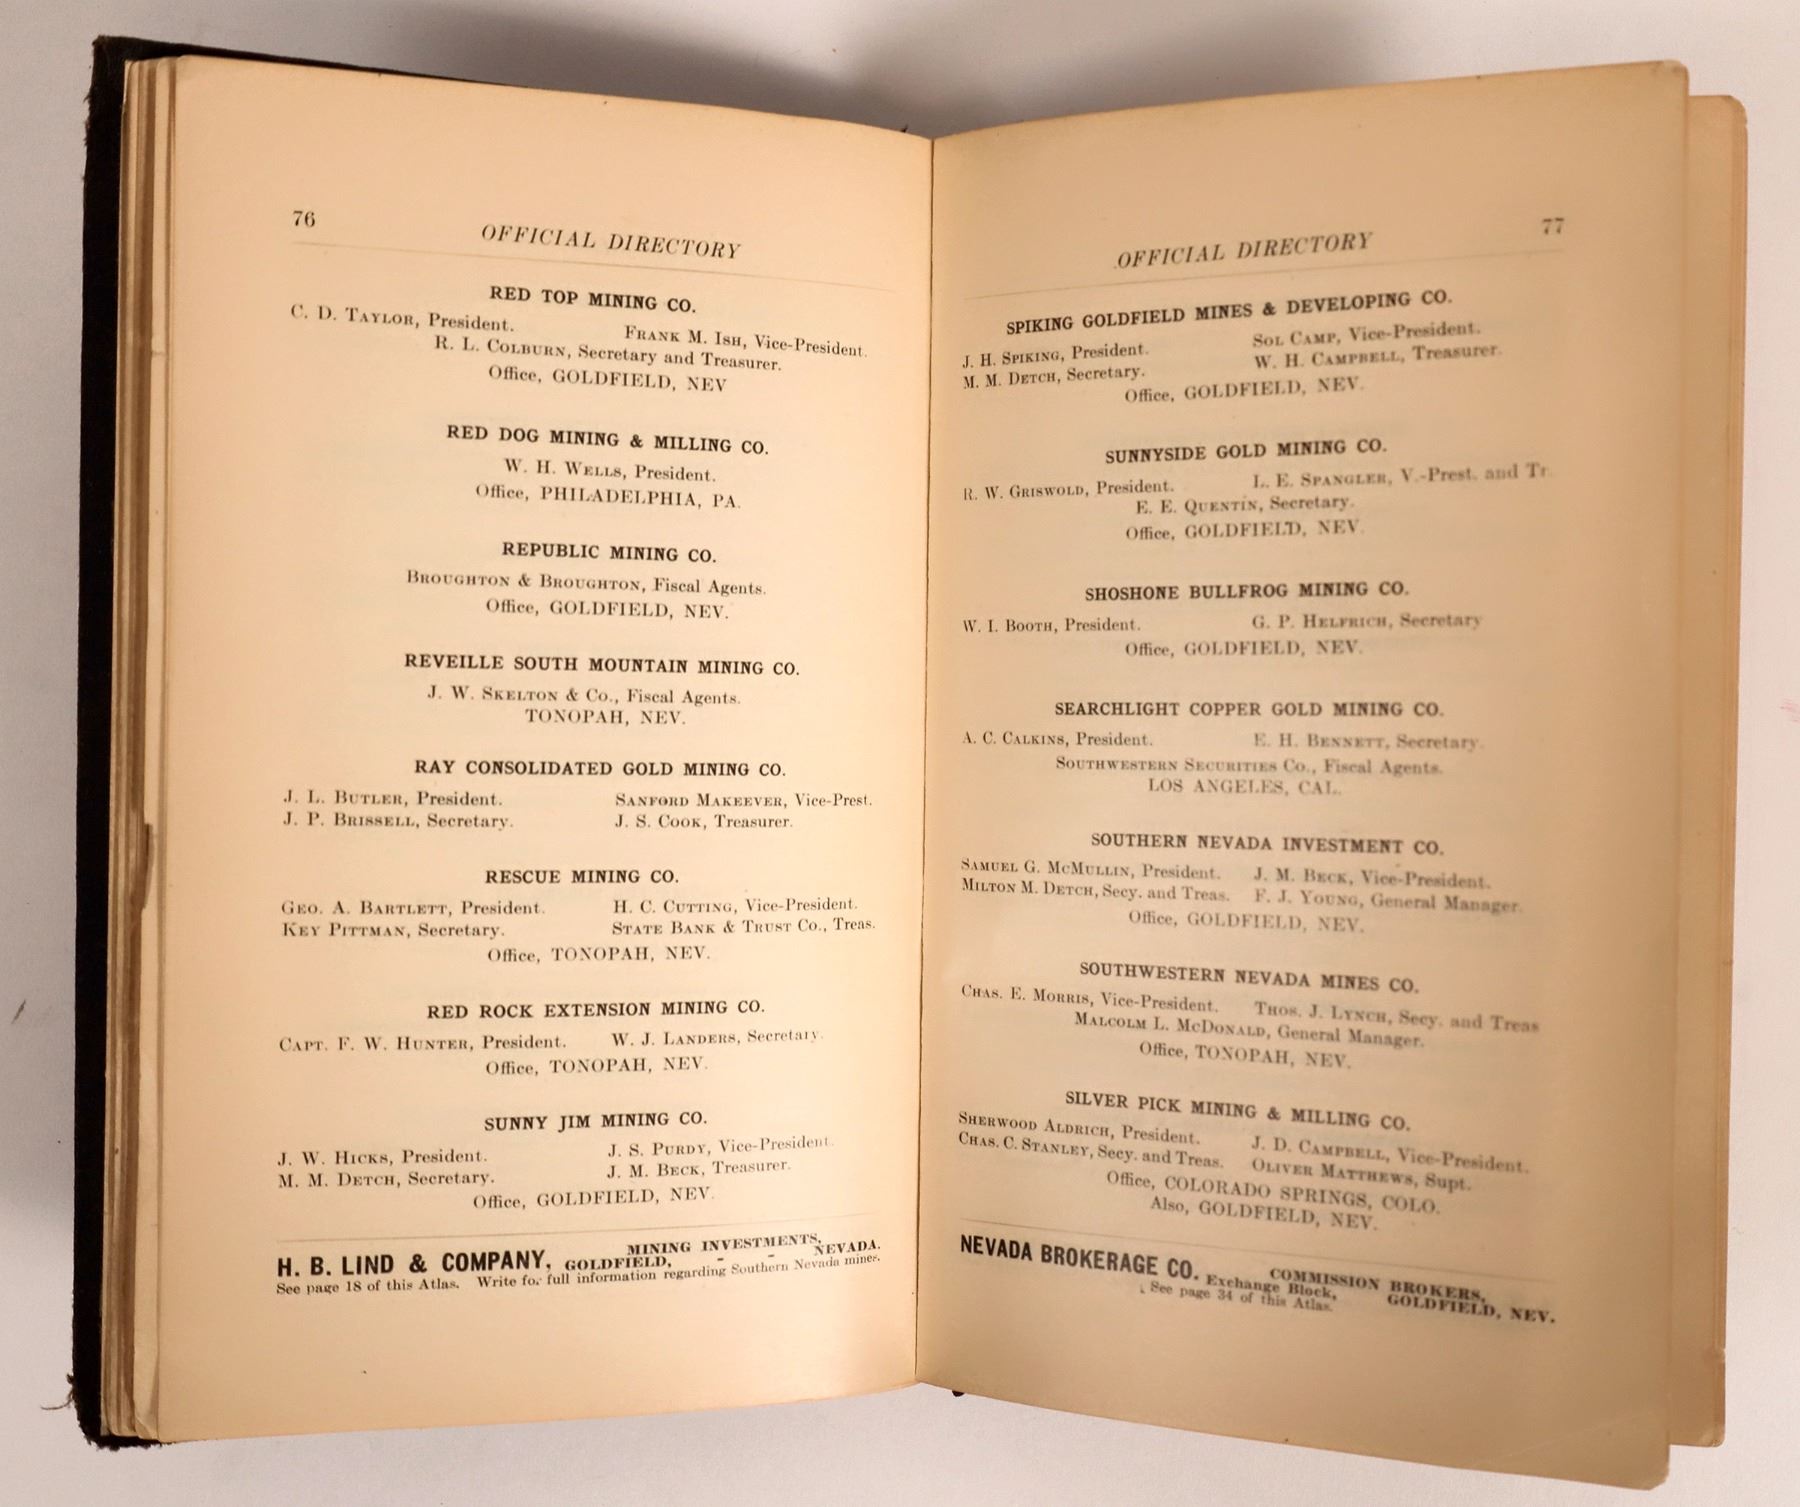 76
OFFICIAL DIRECTORY
RED TOP MINING CO.
C. D. TAYLOR, President. FRANK M. ISH, Vice-President.
R. L. COLBURN, Secretary and Treasurer.
Office, GOLDFIELD, NEV
RED DOG MINING & MILLING CO.
W. H. WELLS, President.
Office, PHILADELPHIA, PA.
REPUBLIC MINING CO.
BROUGHTON & BROUGHTON, Fiscal Agents.
Office, GOLDFIELD, NEV.
REVEILLE SOUTH MOUNTAIN MINING CO.
J. W. SKELTON & CO., Fiscal Agents.
TONOPAH, NEV.
RAY CONSOLIDATED GOLD MINING CO.
J. L. BUTLER, President. SANFORD MAKEEVER, Vice-Prest.
J. P. BRISSELL, Secretary. J. S. COOK, Treasurer.
RESCUE MINING CO.
GEO. A. BARTLETT, President. H. C. CUTTING, Vice-President.
KEY PITTMAN, Secretary. STATE BANK & TRUST CO., Treas.
Office, TONOPAH, NEV.
RED ROCK EXTENSION MINING CO.
CAPT. F. W. HUNTER, President. W. J. LANDERS, Secretary.
Office, TONOPAH, NEV.
SUNNY JIM MINING CO.
J. W. HICKS, President. J. S. PURDY, Vice-President.
M. M. DETCH, Secretary. J. M. BECK, Treasurer.
Office, GOLDFIELD, NEV.
H. B. LIND & COMPANY, MINING INVESTMENTS,
GOLDFIELD, - - NEVADA.
See page 18 of this Atlas. Write for full information regarding Southern Nevada mines.
77
OFFICIAL DIRECTORY
SPIKING GOLDFIELD MINES & DEVELOPING CO.
J. H. SPIKING, President. SOL CAMP, Vice-President.
M. M. DETCH, Secretary. W. H. CAMPBELL, Treasurer.
Office, GOLDFIELD, NEV.
SUNNYSIDE GOLD MINING CO.
R. W. GRISWOLD, President. L. E. SPANGLER, V.-Prest. and Tr.
E. E. QUENTIN, Secretary.
Office, GOLDFIELD, NEV.
SHOSHONE BULLFROG MINING CO.
W. I. BOOTH, President. G. P. HELFRICH, Secretary
Office, GOLDFIELD, NEV.
SEARCHLIGHT COPPER GOLD MINING CO.
A. C. CALKINS, President. E. H. BENNETT, Secretary.
SOUTHWESTERN SECURITIES CO., Fiscal Agents.
LOS ANGELES, CAL.
SOUTHERN NEVADA INVESTMENT CO.
SAMUEL G. MCMULLIN, President. J. M. BECK, Vice-President.
MILTON M. DETCH, Secy. and Treas. F. J. YOUNG, General Manager.
Office, GOLDFIELD, NEV.
SOUTHWESTERN NEVADA MINES CO.
CHAS. E. MORRIS, Vice-President. THOS. J. LYNCH, Secy. and Treas
MALCOLM L. MCDONALD, General Manager.
Office, TONOPAH, NEV.
SILVER PICK MINING & MILLING CO.
SHERWOOD ALDRICH, President. J. D. CAMPBELL, Vice-President.
CHAS. C. STANLEY, Secy. and Treas. OLIVER MATTHEWS, Supt.
Office, COLORADO SPRINGS, COLO.
Also, GOLDFIELD, NEV.
NEVADA BROKERAGE CO. COMMISSION BROKERS,
Exchange Block, GOLDFIELD, NEV.
See page 34 of this Atlas.